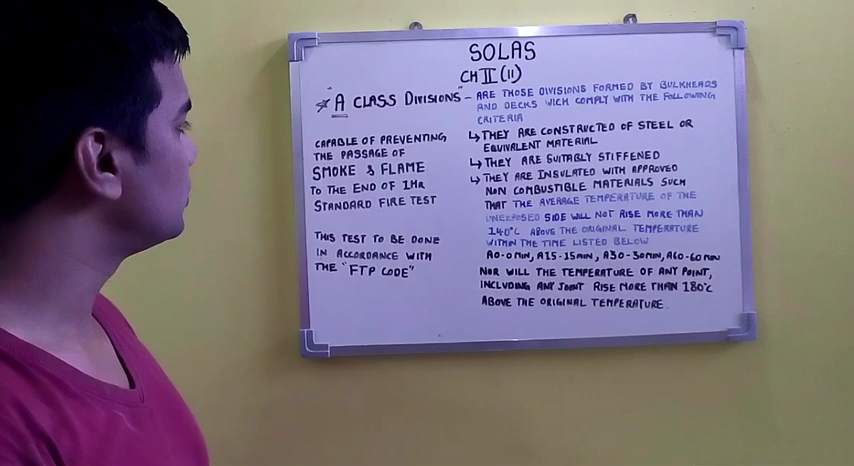 SOLAS
CH II (11)
"A CLASS DIVISIONS" - ARE THOSE DIVISIONS FORMED BY BULKHEADS
AND DECKS WICH COMPLY WITH THE FOLLOWING
CRITERIA
CAPABLE OF PREVENTING
THE PASSAGE OF
SMOKE & FLAME
TO THE END OF 1HR
STANDARD FIRE TEST
THIS TEST TO BE DONE
IN ACCORDANCE WITH
THE "FTP CODE"
↳ THEY ARE CONSTRUCTED OF STEEL OR
EQUIVALENT MATERIAL
↳ THEY ARE SUITABLY STIFFENED
↳ THEY ARE INSULATED WITH APPROVED
NON COMBUSTIBLE MATERIALS SUCH
THAT THE AVERAGE TEMPERATURE OF THE
UNEXPOSED SIDE WILL NOT RISE MORE THAN
140°C ABOVE THE ORIGINAL TEMPERATURE
WITHIN THE TIME LISTED BELOW
A0-0 MIN, A15-15MIN, A30-30MIN, A60-60 MIN
NOR WILL THE TEMPERATURE OF ANY POINT,
INCLUDING ANY JOINT RISE MORE THAN 180°C
ABOVE THE ORIGINAL TEMPERATURE.